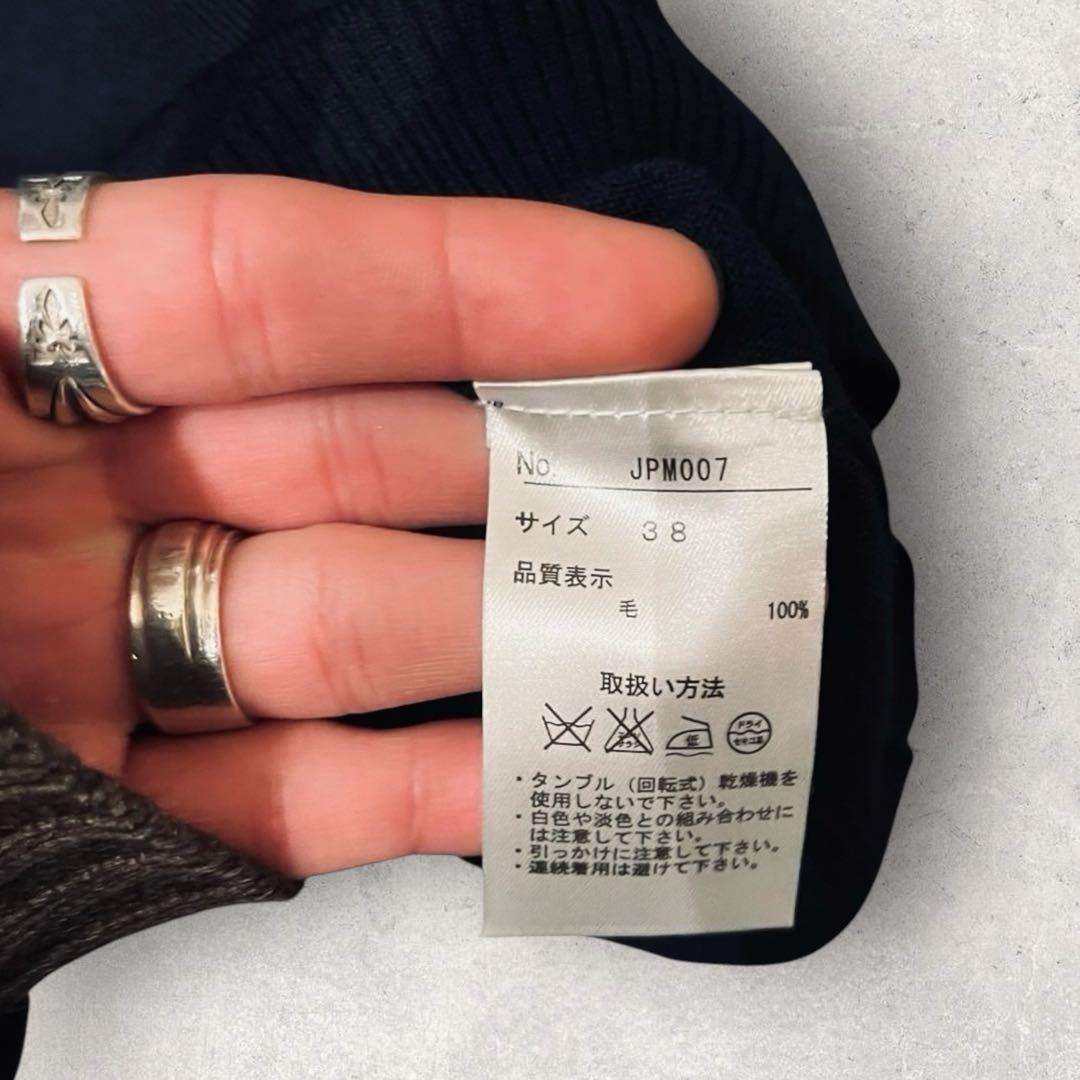 No. JPM007
サイズ 38
品質表示
毛 100%
取扱い方法
低
ドライ
セキユ系
・タンブル（回転式）乾燥機を
使用しないで下さい。
・白色や淡色との組み合わせに
は注意して下さい。
・引っかけに注意して下さい。
・連続着用は避けて下さい。